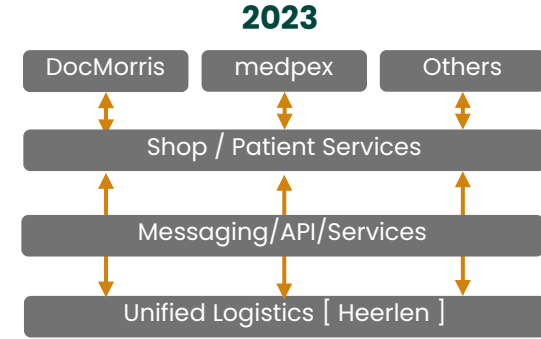 2023
DocMorris medpex Others
Shop / Patient Services
Messaging/API/Services
Unified Logistics [ Heerlen ]